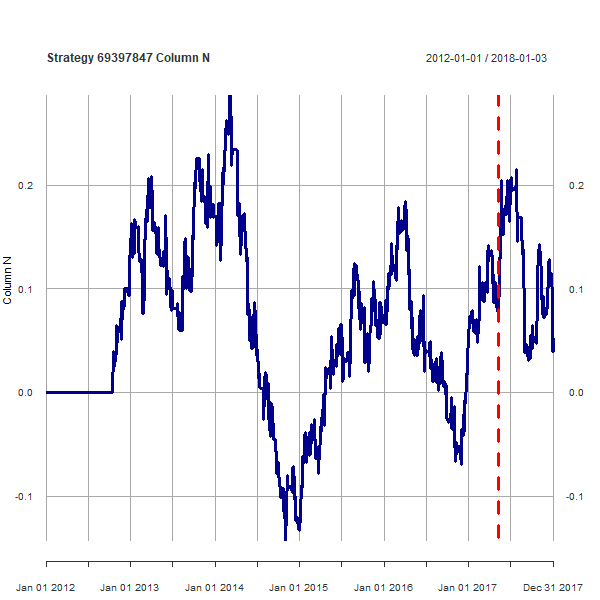 Strategy 69397847 Column N
2012-01-01 / 2018-01-03
Column N
0.2
0.1
0.0
-0.1
0.2
0.1
0.0
-0.1
Jan 01 2012
Jan 01 2013
Jan 01 2014
Jan 01 2015
Jan 01 2016
Jan 01 2017
Dec 31 2017